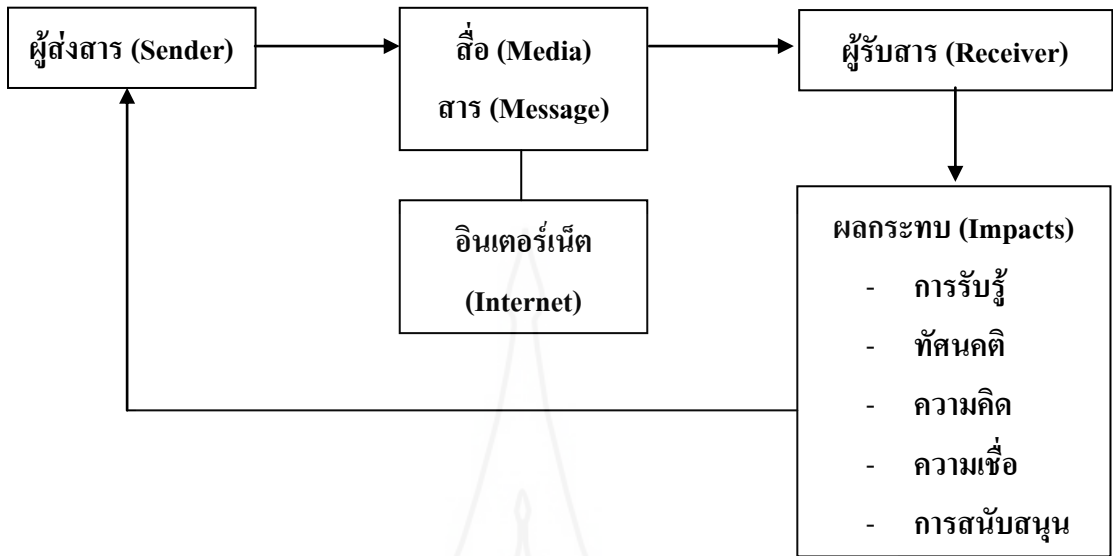 ผู้ส่งสาร (Sender)
สื่อ (Media)
สาร (Message)
ผู้รับสาร (Receiver)
อินเตอร์เน็ต
(Internet)
ผลกระทบ (Impacts)
- การรับรู้
- ทัศนคติ
- ความคิด
- ความเชื่อ
- การสนับสนุน